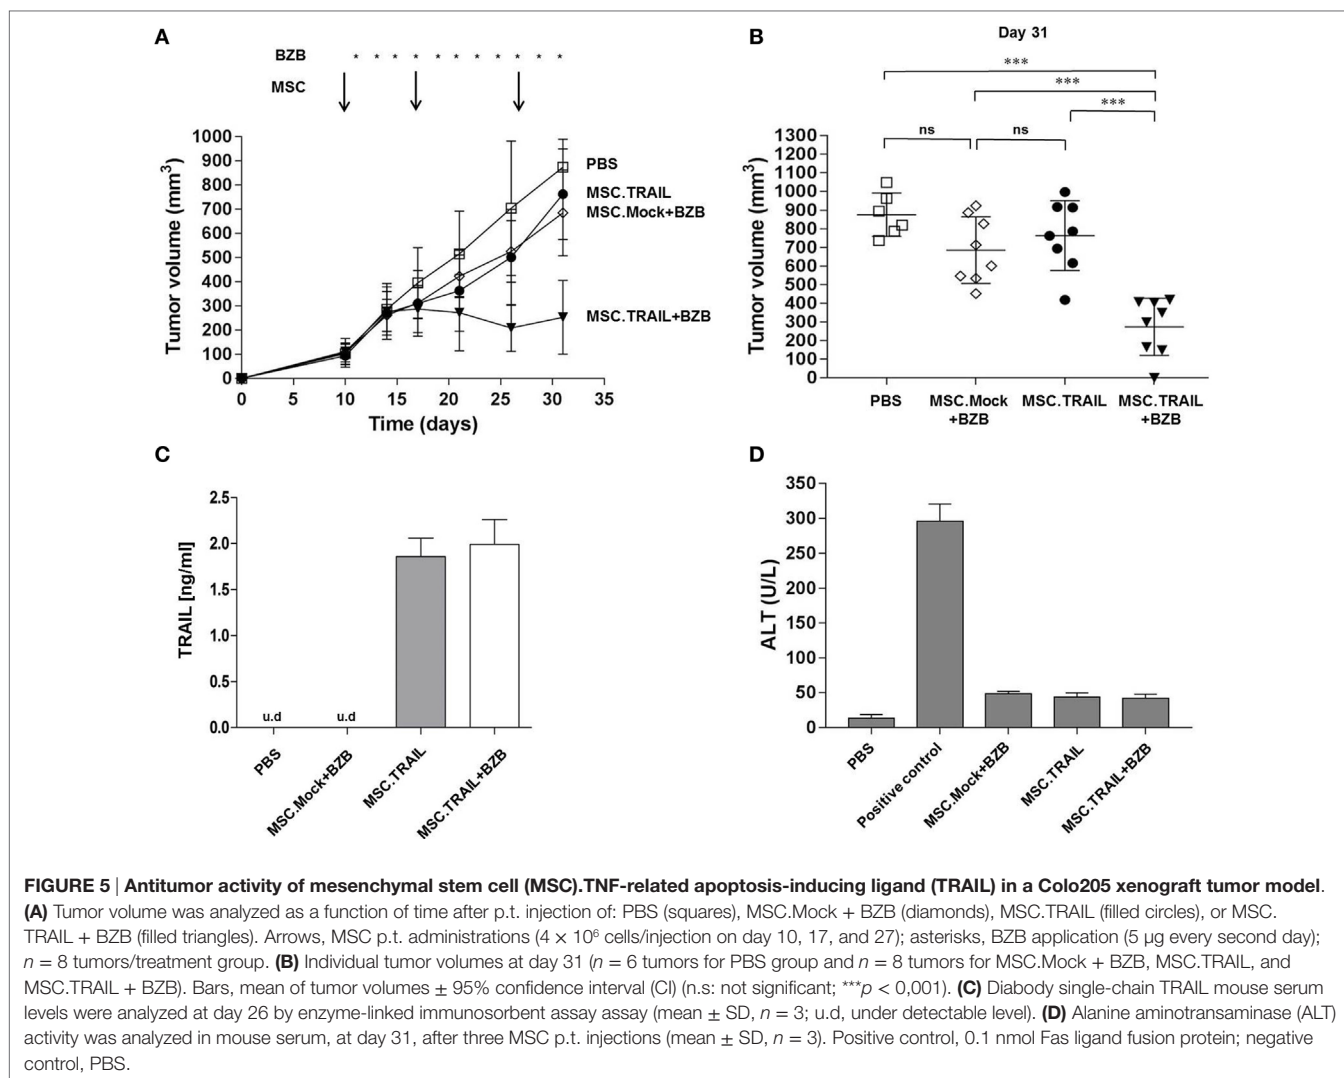 A
BZB * * * * * * * * * * *
MSC
Tumor volume (mm³)
1000
900
800
700
600
500
400
300
200
100
0
0 5 10 15 20 25 30 35
Time (days)
PBS
MSC.TRAIL
MSC.Mock+BZB
MSC.TRAIL+BZB
B
Day 31
***
***
***
ns ns
Tumor volume (mm³)
1300
1200
1100
1000
900
800
700
600
500
400
300
200
100
0
PBS MSC.Mock MSC.TRAIL MSC.TRAIL
+BZB +BZB
C
TRAIL [ng/ml]
2.5
2.0
1.5
1.0
0.5
0.0
u.d u.d
PBS
MSC.Mock+BZB
MSC.TRAIL
MSC.TRAIL+BZB
D
ALT (U/L)
350
300
250
200
150
100
50
0
PBS
Positive control
MSC.Mock+BZB
MSC.TRAIL
MSC.TRAIL+BZB
FIGURE 5 | Antitumor activity of mesenchymal stem cell (MSC).TNF-related apoptosis-inducing ligand (TRAIL) in a Colo205 xenograft tumor model.
(A) Tumor volume was analyzed as a function of time after p.t. injection of: PBS (squares), MSC.Mock + BZB (diamonds), MSC.TRAIL (filled circles), or MSC.
TRAIL + BZB (filled triangles). Arrows, MSC p.t. administrations (4 × 10⁶ cells/injection on day 10, 17, and 27); asterisks, BZB application (5 μg every second day);
n = 8 tumors/treatment group. (B) Individual tumor volumes at day 31 (n = 6 tumors for PBS group and n = 8 tumors for MSC.Mock + BZB, MSC.TRAIL, and
MSC.TRAIL + BZB). Bars, mean of tumor volumes ± 95% confidence interval (CI) (n.s: not significant; ***p < 0,001). (C) Diabody single-chain TRAIL mouse serum
levels were analyzed at day 26 by enzyme-linked immunosorbent assay assay (mean ± SD, n = 3; u.d, under detectable level). (D) Alanine aminotransaminase (ALT)
activity was analyzed in mouse serum, at day 31, after three MSC p.t. injections (mean ± SD, n = 3). Positive control, 0.1 nmol Fas ligand fusion protein; negative
control, PBS.